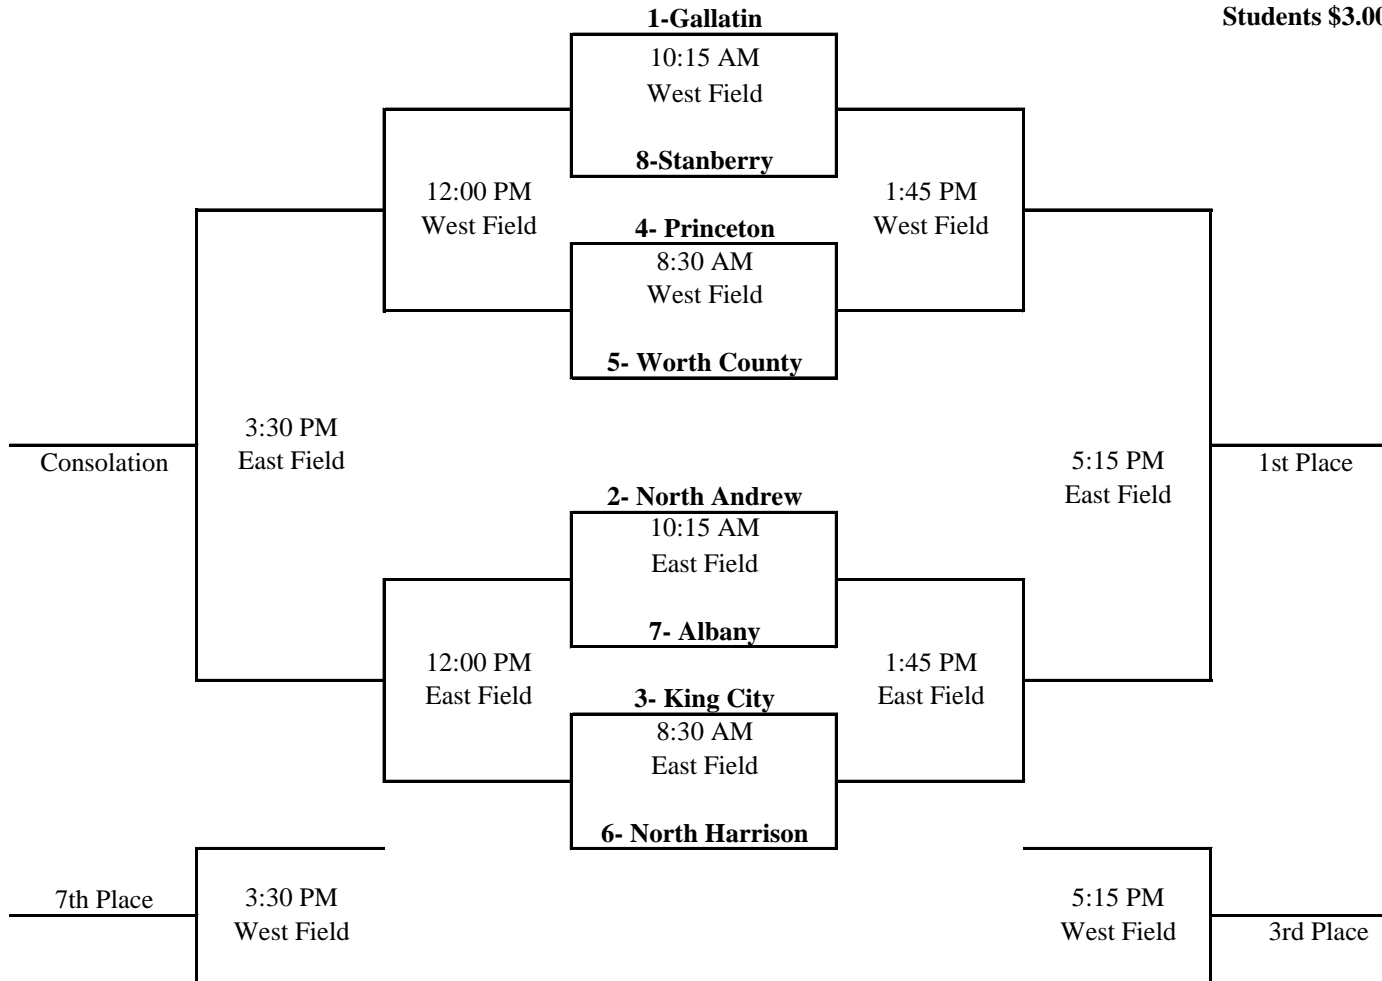 1-Gallatin
Students $3.00
10:15 AM
West Field
8-Stanberry
12:00 PM
West Field
1:45 PM
West Field
4- Princeton
8:30 AM
West Field
5- Worth County
3:30 PM
East Field
Consolation
5:15 PM
East Field
1st Place
2- North Andrew
10:15 AM
East Field
7- Albany
12:00 PM
East Field
1:45 PM
East Field
3- King City
8:30 AM
East Field
6- North Harrison
7th Place
3:30 PM
West Field
5:15 PM
West Field
3rd Place